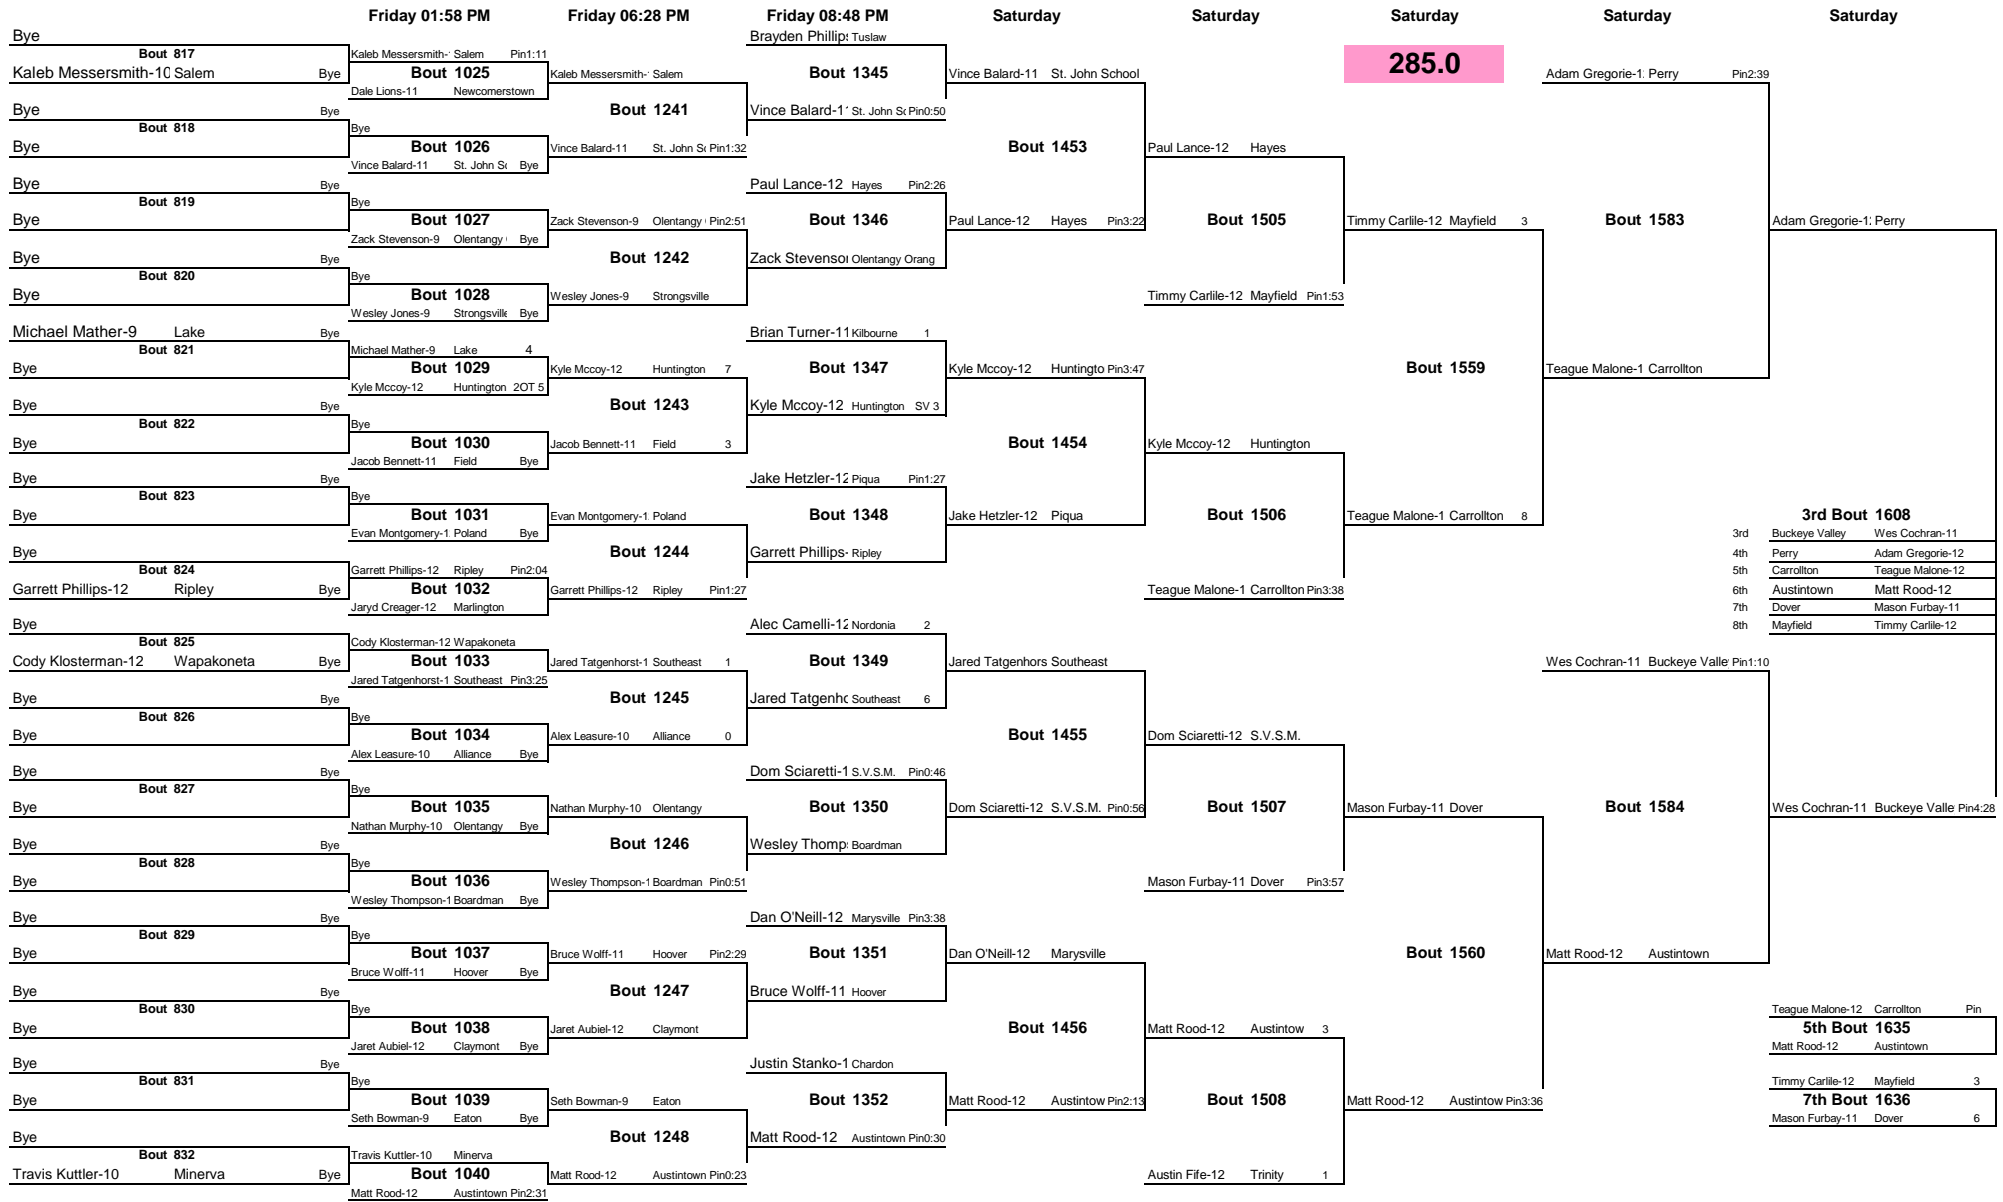 Friday 01:58 PM Friday 06:28 PM Friday 08:48 PM Saturday Saturday Saturday Saturday Saturday
285.0
Bye
Bout 817
Kaleb Messersmith-10 Salem Bye
Bye Bye
Bout 818
Bye
Bye Bye
Bout 819
Bye
Bye Bye
Bout 820
Bye
Michael Mather-9 Lake Bye
Bout 821
Bye
Bye Bye
Bout 822
Bye
Bye Bye
Bout 823
Bye
Bye
Bout 824
Garrett Phillips-12 Ripley Bye
Bye
Bout 825
Cody Klosterman-12 Wapakoneta Bye
Bye Bye
Bout 826
Bye
Bye Bye
Bout 827
Bye
Bye Bye
Bout 828
Bye
Bye Bye
Bout 829
Bye
Bye Bye
Bout 830
Bye
Bye Bye
Bout 831
Bye
Bye
Bout 832
Travis Kuttler-10 Minerva Bye
Kaleb Messersmith- Salem Pin1:11
Bout 1025
Dale Lions-11 Newcomerstown
Bye
Bout 1026
Vince Balard-11 St. John Sc Bye
Bye
Bout 1027
Zack Stevenson-9 Olentangy Bye
Bye
Bout 1028
Wesley Jones-9 Strongsville Bye
Michael Mather-9 Lake 4
Bout 1029
Kyle Mccoy-12 Huntington 2OT 5
Bye
Bout 1030
Jacob Bennett-11 Field Bye
Bye
Bout 1031
Evan Montgomery-1 Poland Bye
Garrett Phillips-12 Ripley Pin2:04
Bout 1032
Jaryd Creager-12 Marlington
Cody Klosterman-12 Wapakoneta
Bout 1033
Jared Tatgenhorst-1 Southeast Pin3:25
Bye
Bout 1034
Alex Leasure-10 Alliance Bye
Bye
Bout 1035
Nathan Murphy-10 Olentangy Bye
Bye
Bout 1036
Wesley Thompson-1 Boardman Bye
Bye
Bout 1037
Bruce Wolff-11 Hoover Bye
Bye
Bout 1038
Jaret Aubiel-12 Claymont Bye
Bye
Bout 1039
Seth Bowman-9 Eaton Bye
Travis Kuttler-10 Minerva
Bout 1040
Matt Rood-12 Austintown Pin2:31
Kaleb Messersmith- Salem
Bout 1241
Vince Balard-11 St. John Sc Pin1:32
Zack Stevenson-9 Olentangy Pin2:51
Bout 1242
Wesley Jones-9 Strongsville
Kyle Mccoy-12 Huntington 7
Bout 1243
Jacob Bennett-11 Field 3
Evan Montgomery-1 Poland
Bout 1244
Garrett Phillips-12 Ripley Pin1:27
Jared Tatgenhorst-1 Southeast 1
Bout 1245
Alex Leasure-10 Alliance 0
Nathan Murphy-10 Olentangy
Bout 1246
Wesley Thompson-1 Boardman Pin0:51
Bruce Wolff-11 Hoover Pin2:29
Bout 1247
Jaret Aubiel-12 Claymont
Seth Bowman-9 Eaton
Bout 1248
Matt Rood-12 Austintown Pin0:23
Brayden Phillips Tuslaw
Bout 1345
Vince Balard-11 St. John Sc Pin0:50
Paul Lance-12 Hayes Pin2:26
Bout 1346
Zack Stevenson Olentangy Orang
Brian Turner-11 Kilbourne 1
Bout 1347
Kyle Mccoy-12 Huntington SV 3
Jake Hetzler-12 Piqua Pin1:27
Bout 1348
Garrett Phillips- Ripley
Alec Camelli-12 Nordonia 2
Bout 1349
Jared Tatgenho Southeast 6
Dom Sciaretti-1 S.V.S.M. Pin0:46
Bout 1350
Wesley Thomps Boardman
Dan O'Neill-12 Marysville Pin3:38
Bout 1351
Bruce Wolff-11 Hoover
Justin Stanko-1 Chardon
Bout 1352
Matt Rood-12 Austintown Pin0:30
Vince Balard-11 St. John School
Bout 1453
Paul Lance-12 Hayes Pin3:22
Kyle Mccoy-12 Huntingto Pin3:47
Bout 1454
Jake Hetzler-12 Piqua
Jared Tatgenhors Southeast
Bout 1455
Dom Sciaretti-12 S.V.S.M. Pin0:56
Dan O'Neill-12 Marysville
Bout 1456
Matt Rood-12 Austintow Pin2:13
Paul Lance-12 Hayes
Bout 1505
Timmy Carlile-12 Mayfield Pin1:53
Kyle Mccoy-12 Huntington
Bout 1506
Teague Malone-1 Carrollton Pin3:38
Dom Sciaretti-12 S.V.S.M.
Bout 1507
Mason Furbay-11 Dover Pin3:57
Matt Rood-12 Austintow 3
Bout 1508
Austin Fife-12 Trinity 1
Timmy Carlile-12 Mayfield 3
Bout 1559
Teague Malone-1 Carrollton 8
Mason Furbay-11 Dover
Bout 1560
Matt Rood-12 Austintow Pin3:36
Adam Gregorie-1 Perry Pin2:39
Bout 1583
Teague Malone-1 Carrollton
Wes Cochran-11 Buckeye Valle Pin1:10
Bout 1584
Matt Rood-12 Austintown
Adam Gregorie-1 Perry
3rd Bout 1608
3rd Buckeye Valley Wes Cochran-11
4th Perry Adam Gregorie-12
5th Carrollton Teague Malone-12
6th Austintown Matt Rood-12
7th Dover Mason Furbay-11
8th Mayfield Timmy Carlile-12
Wes Cochran-11 Buckeye Valle Pin4:28
Teague Malone-12 Carrollton Pin
5th Bout 1635
Matt Rood-12 Austintown
Timmy Carlile-12 Mayfield 3
7th Bout 1636
Mason Furbay-11 Dover 6